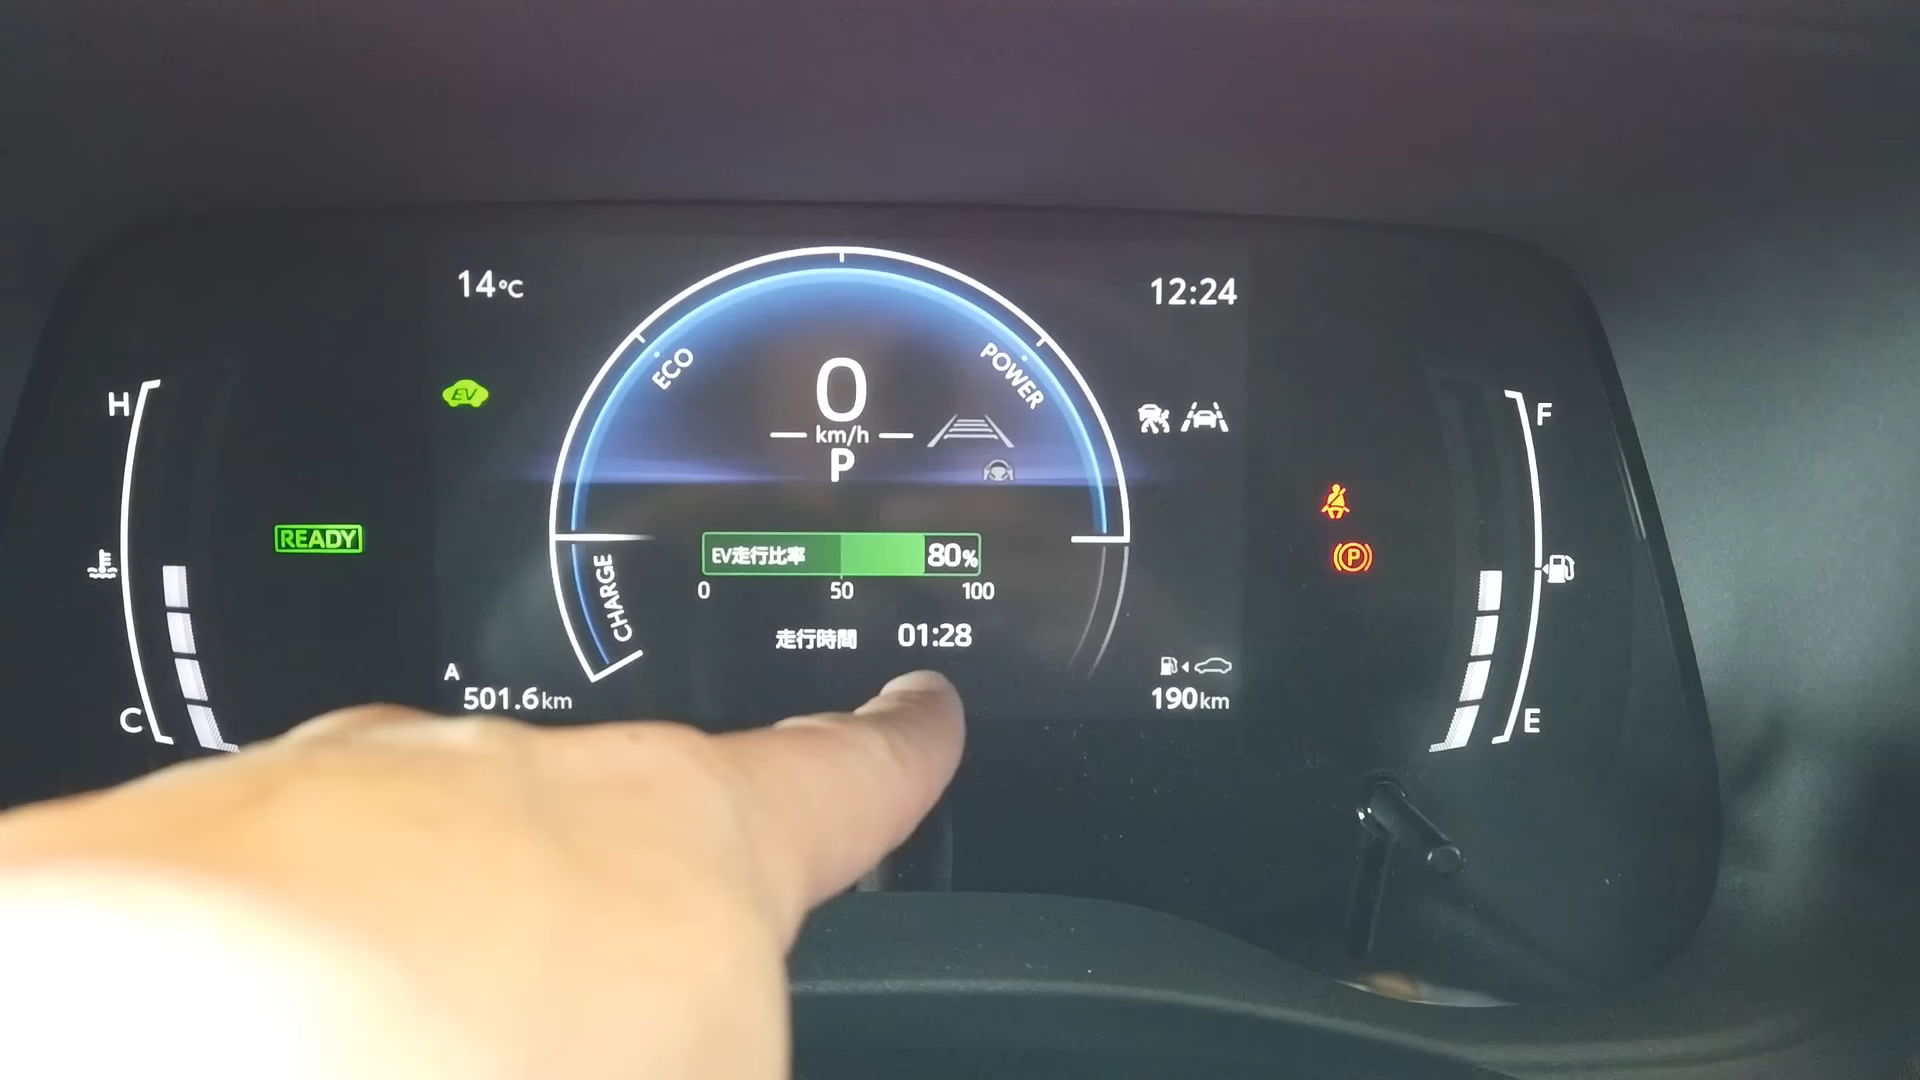 14°C
12:24
ECO
POWER
EV
0
km/h
P
H
F
READY
EV走行比率 80%
0 50 100
CHARGE
走行時間 01:28
P
A
501.6km
190km
C
E